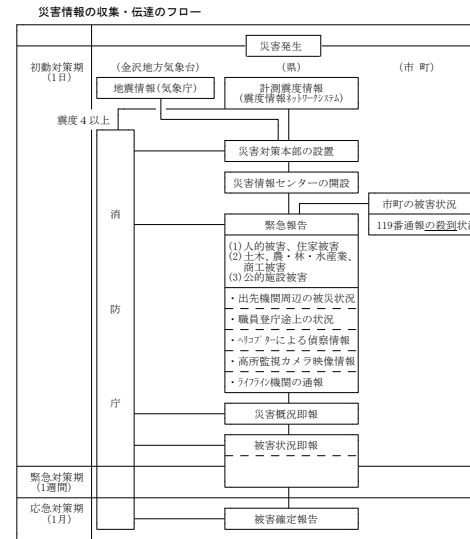 災害情報の収集・伝達のフロー
災害発生
初動対策期
(1日)
(金沢地方気象台)
(県)
(市 町)
地震情報(気象庁)
計測震度情報
(震度情報ネットワークシステム)
震度4以上
災害対策本部の設置
災害情報センターの開設
市町の被害状況
119番通報の殺到状
消
防
庁
緊急報告
(1)人的被害、住家被害
(2)土木、農・林・水産業、
商工被害
(3)公的施設被害
・出先機関周辺の被災状況
・職員登庁途上の状況
・ヘリコプターによる偵察情報
・高所監視カメラ映像情報
・ライフライン機関の通報
災害概況即報
被害状況即報
緊急対策期
(1週間)
応急対策期
(1月)
被害確定報告